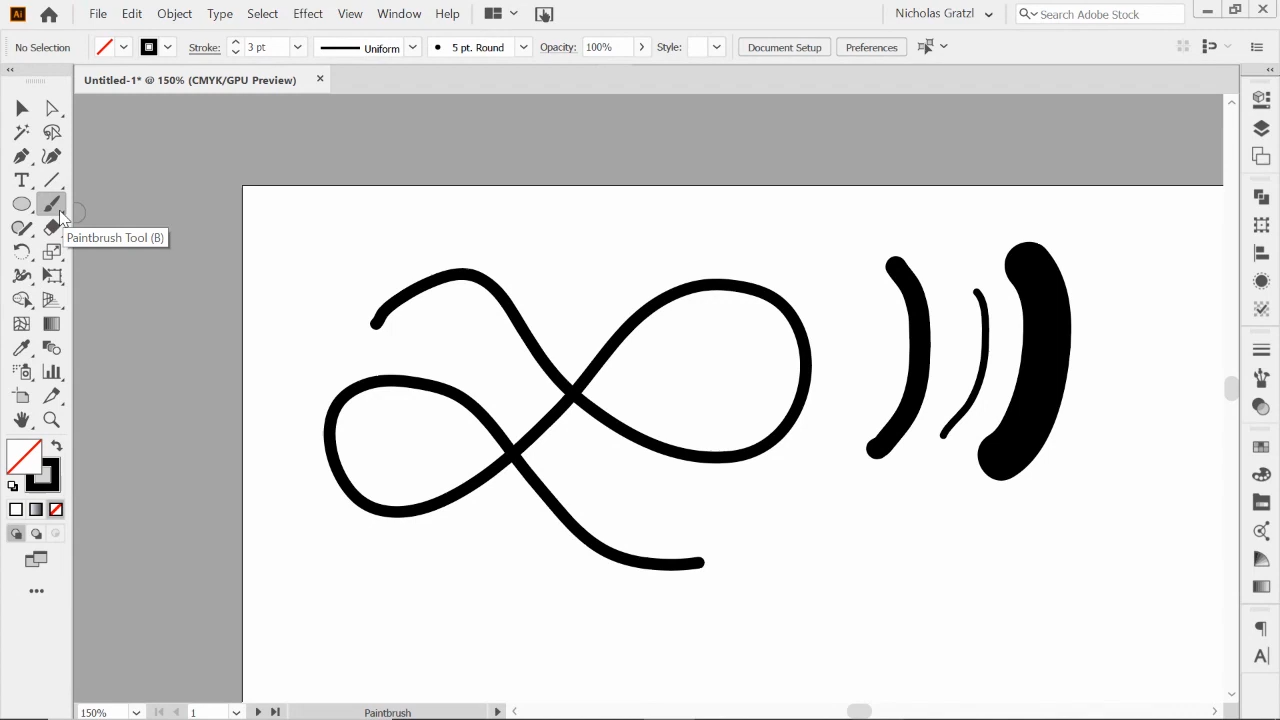 Ai File Edit Object Type Select Effect View Window Help Nicholas Gratzl Search Adobe Stock
No Selection Stroke: 3 pt Uniform 5 pt. Round Opacity: 100% Style: Document Setup Preferences
Untitled-1* @ 150% (CMYK/GPU Preview)
Paintbrush Tool (B)
150% 1 Paintbrush